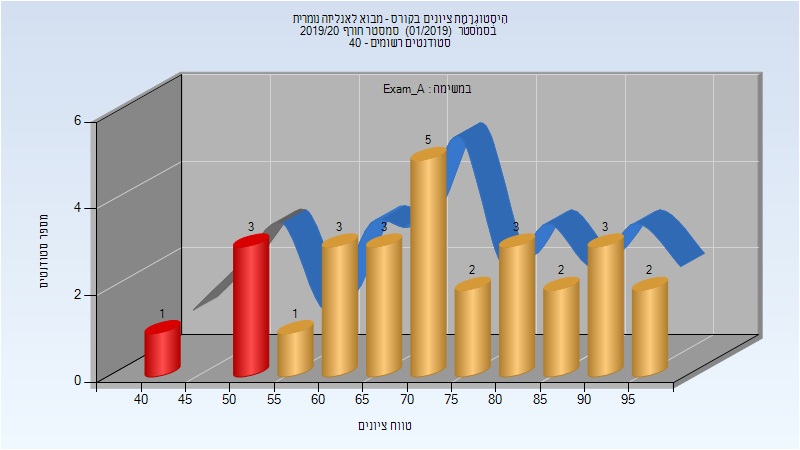 היסטוגרמת ציונים בקורס - מבוא לאנליזה נומרית
בסמסטר (01/2019) סמסטר חורף 2019/20
סטודנטים רשומים - 40
במשימה : Exam_A
מספר סטודנטים
6
4
2
0
1
3
1
3
3
5
2
3
2
3
2
40 45 50 55 60 65 70 75 80 85 90 95
טווח ציונים